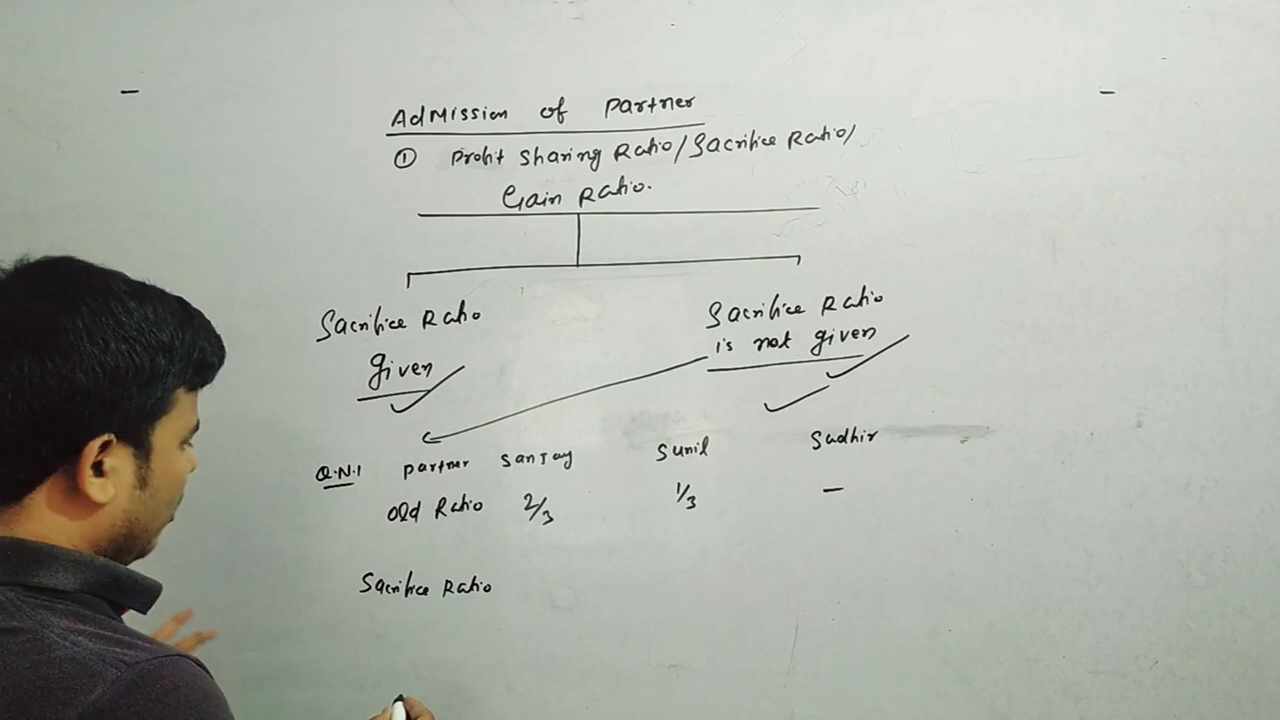 Admission of Partner
① Profit Sharing Ratio/Sacrifice Ratio/
Gain Ratio.
Sacrifice Ratio
given
Sacrifice Ratio
is not given
Q.N.1 Partner Sanjay Sunil Sudhir
Old Ratio 2/3 1/3 –
Sacrifice Ratio